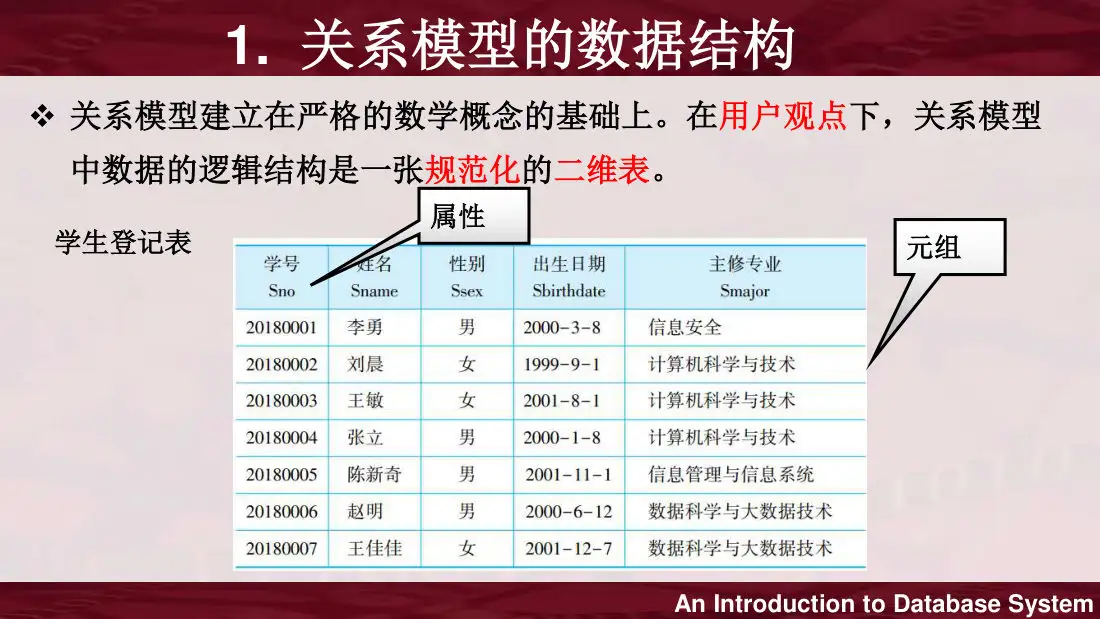 1. 关系模型的数据结构
❖ 关系模型建立在严格的数学概念的基础上。在用户观点下，关系模型
中数据的逻辑结构是一张规范化的二维表。
属性
学生登记表
元组
学号 姓名 性别 出生日期 主修专业
Sno Sname Ssex Sbirthdate Smajor
20180001 李勇 男 2000-3-8 信息安全
20180002 刘晨 女 1999-9-1 计算机科学与技术
20180003 王敏 女 2001-8-1 计算机科学与技术
20180004 张立 男 2000-1-8 计算机科学与技术
20180005 陈新奇 男 2001-11-1 信息管理与信息系统
20180006 赵明 男 2000-6-12 数据科学与大数据技术
20180007 王佳佳 女 2001-12-7 数据科学与大数据技术
An Introduction to Database System